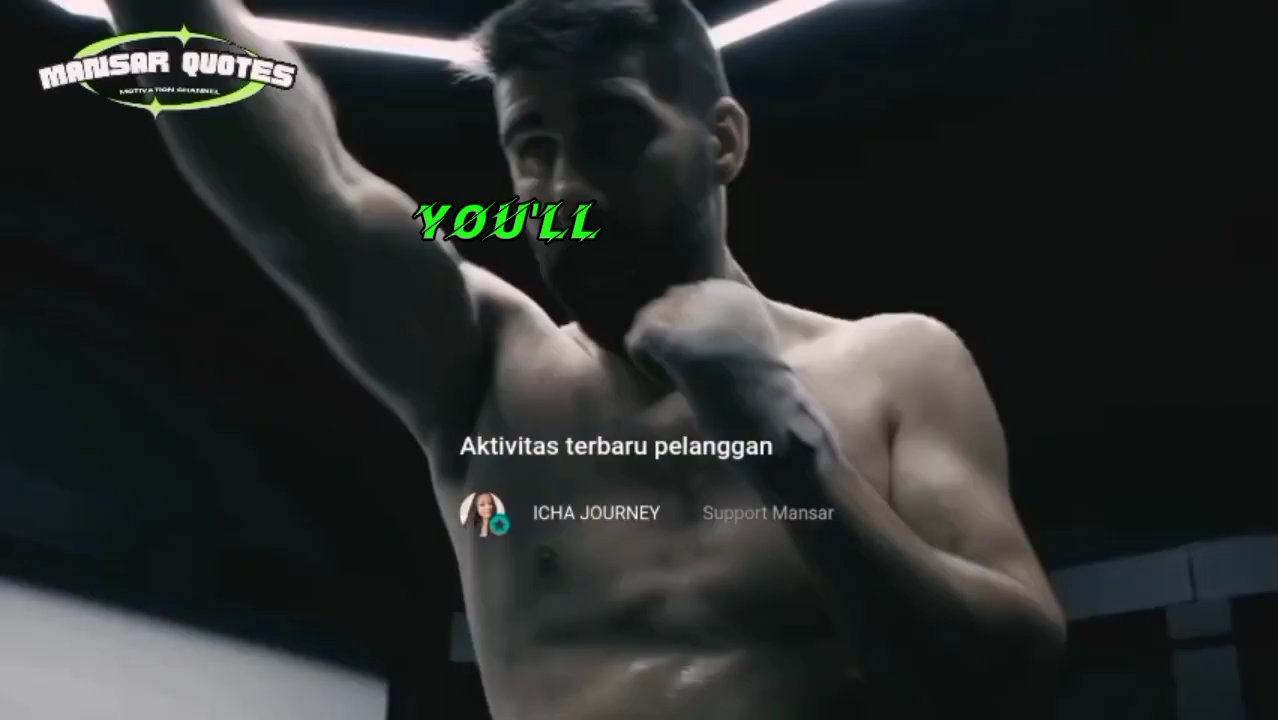 MANSAR QUOTES
MOTIVATION CHANNEL
YOU'LL
Aktivitas terbaru pelanggan
ICHA JOURNEY Support Mansar